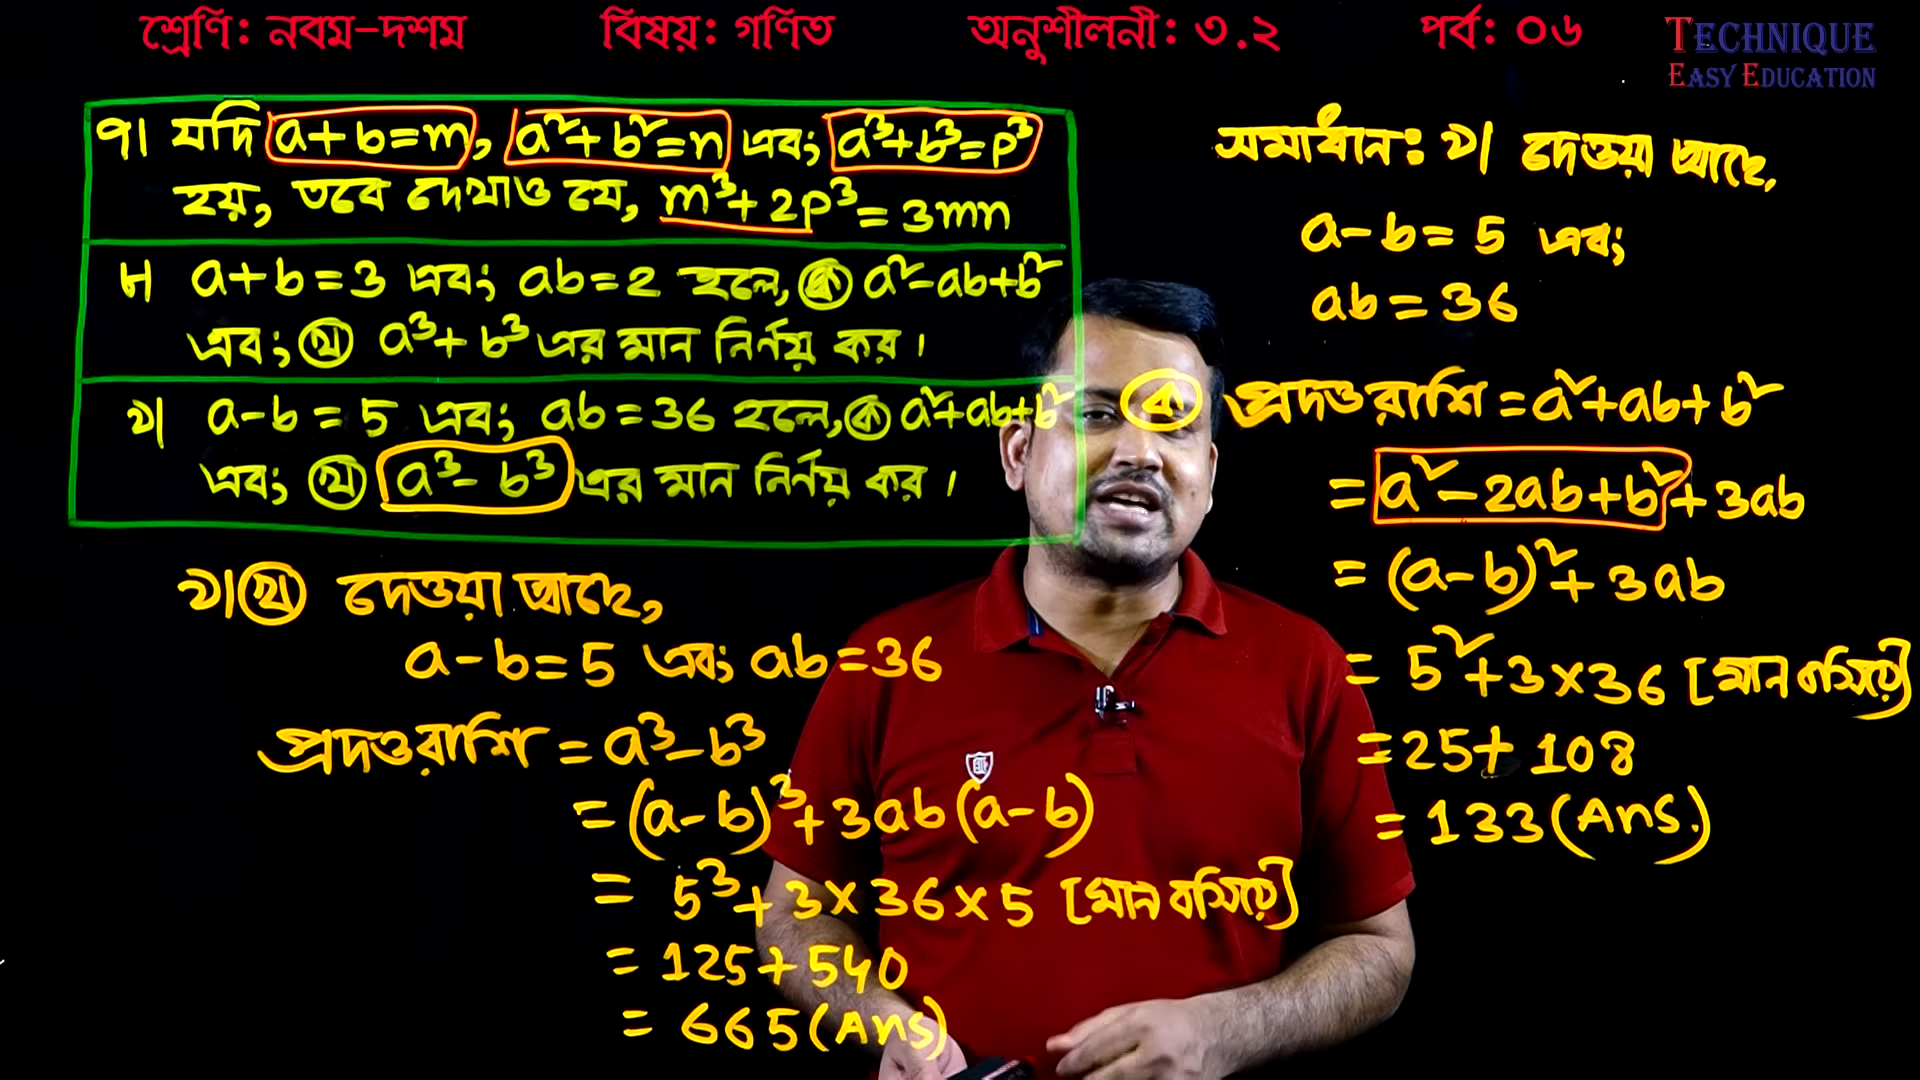 শ্রেণি: নবম-দশম বিষয়: গণিত অনুশীলনী: ৩.২ পর্ব: ০৬
TECHNIQUE
EASY EDUCATION
৭। যদি a+b=m, a²+b²=n এবং a³+b³=p³
হয়, তবে দেখাও যে, m³+2p³=3mn
৮। a+b=3 এবং ab=2 হলে, (ক) a²-ab+b²
এবং (খ) a³+b³ এর মান নির্নয় কর।
৯। a-b=5 এবং ab=36 হলে, (ক) a²+ab+b²
এবং (খ) a³-b³ এর মান নির্নয় কর।
৯। (খ) দেওয়া আছে,
a-b=5 এবং ab=36
প্রদত্ত রাশি = a³-b³
= (a-b)³+3ab(a-b)
= 5³+3×36×5 [মান বসিয়ে]
= 125+540
= 665 (Ans)
সমাধান: ৯। দেওয়া আছে,
a-b=5 এবং
ab=36
(ক) প্রদত্ত রাশি = a²+ab+b²
= a²-2ab+b²+3ab
= (a-b)²+3ab
= 5²+3×36 [মান বসিয়ে]
= 25+108
= 133 (Ans.)